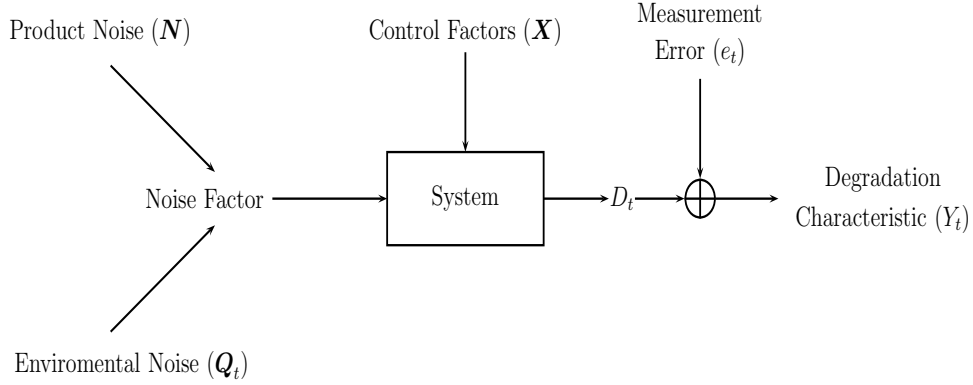 Product Noise (N)
Control Factors (X)
Measurement
Error (e_t)
Noise Factor
System
D_t
Degradation
Characteristic (Y_t)
Enviromental Noise (Q_t)